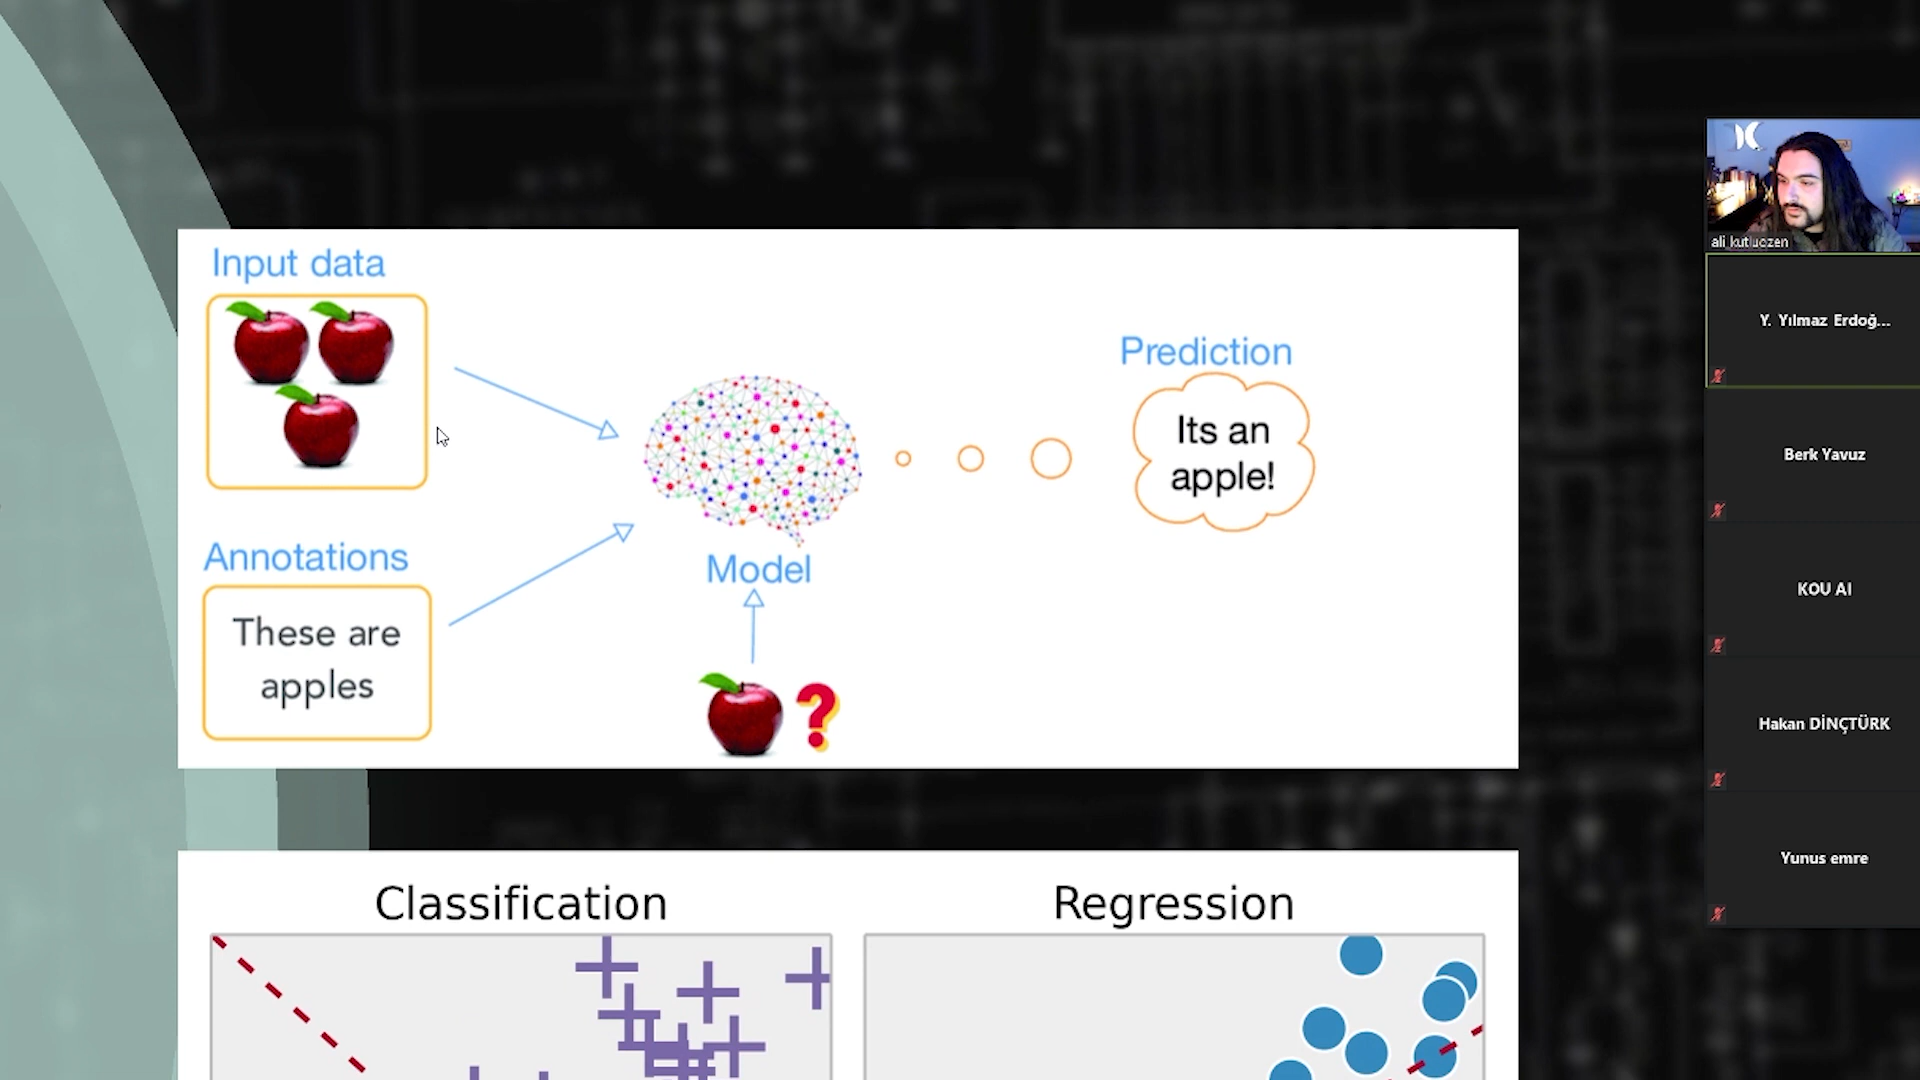 Input data
Prediction
Its an
apple!
Annotations
These are
apples
Model
?
Classification
Regression
ali kutluozen
Y. Yılmaz Erdoğ...
Berk Yavuz
KOU AI
Hakan DİNÇTÜRK
Yunus emre